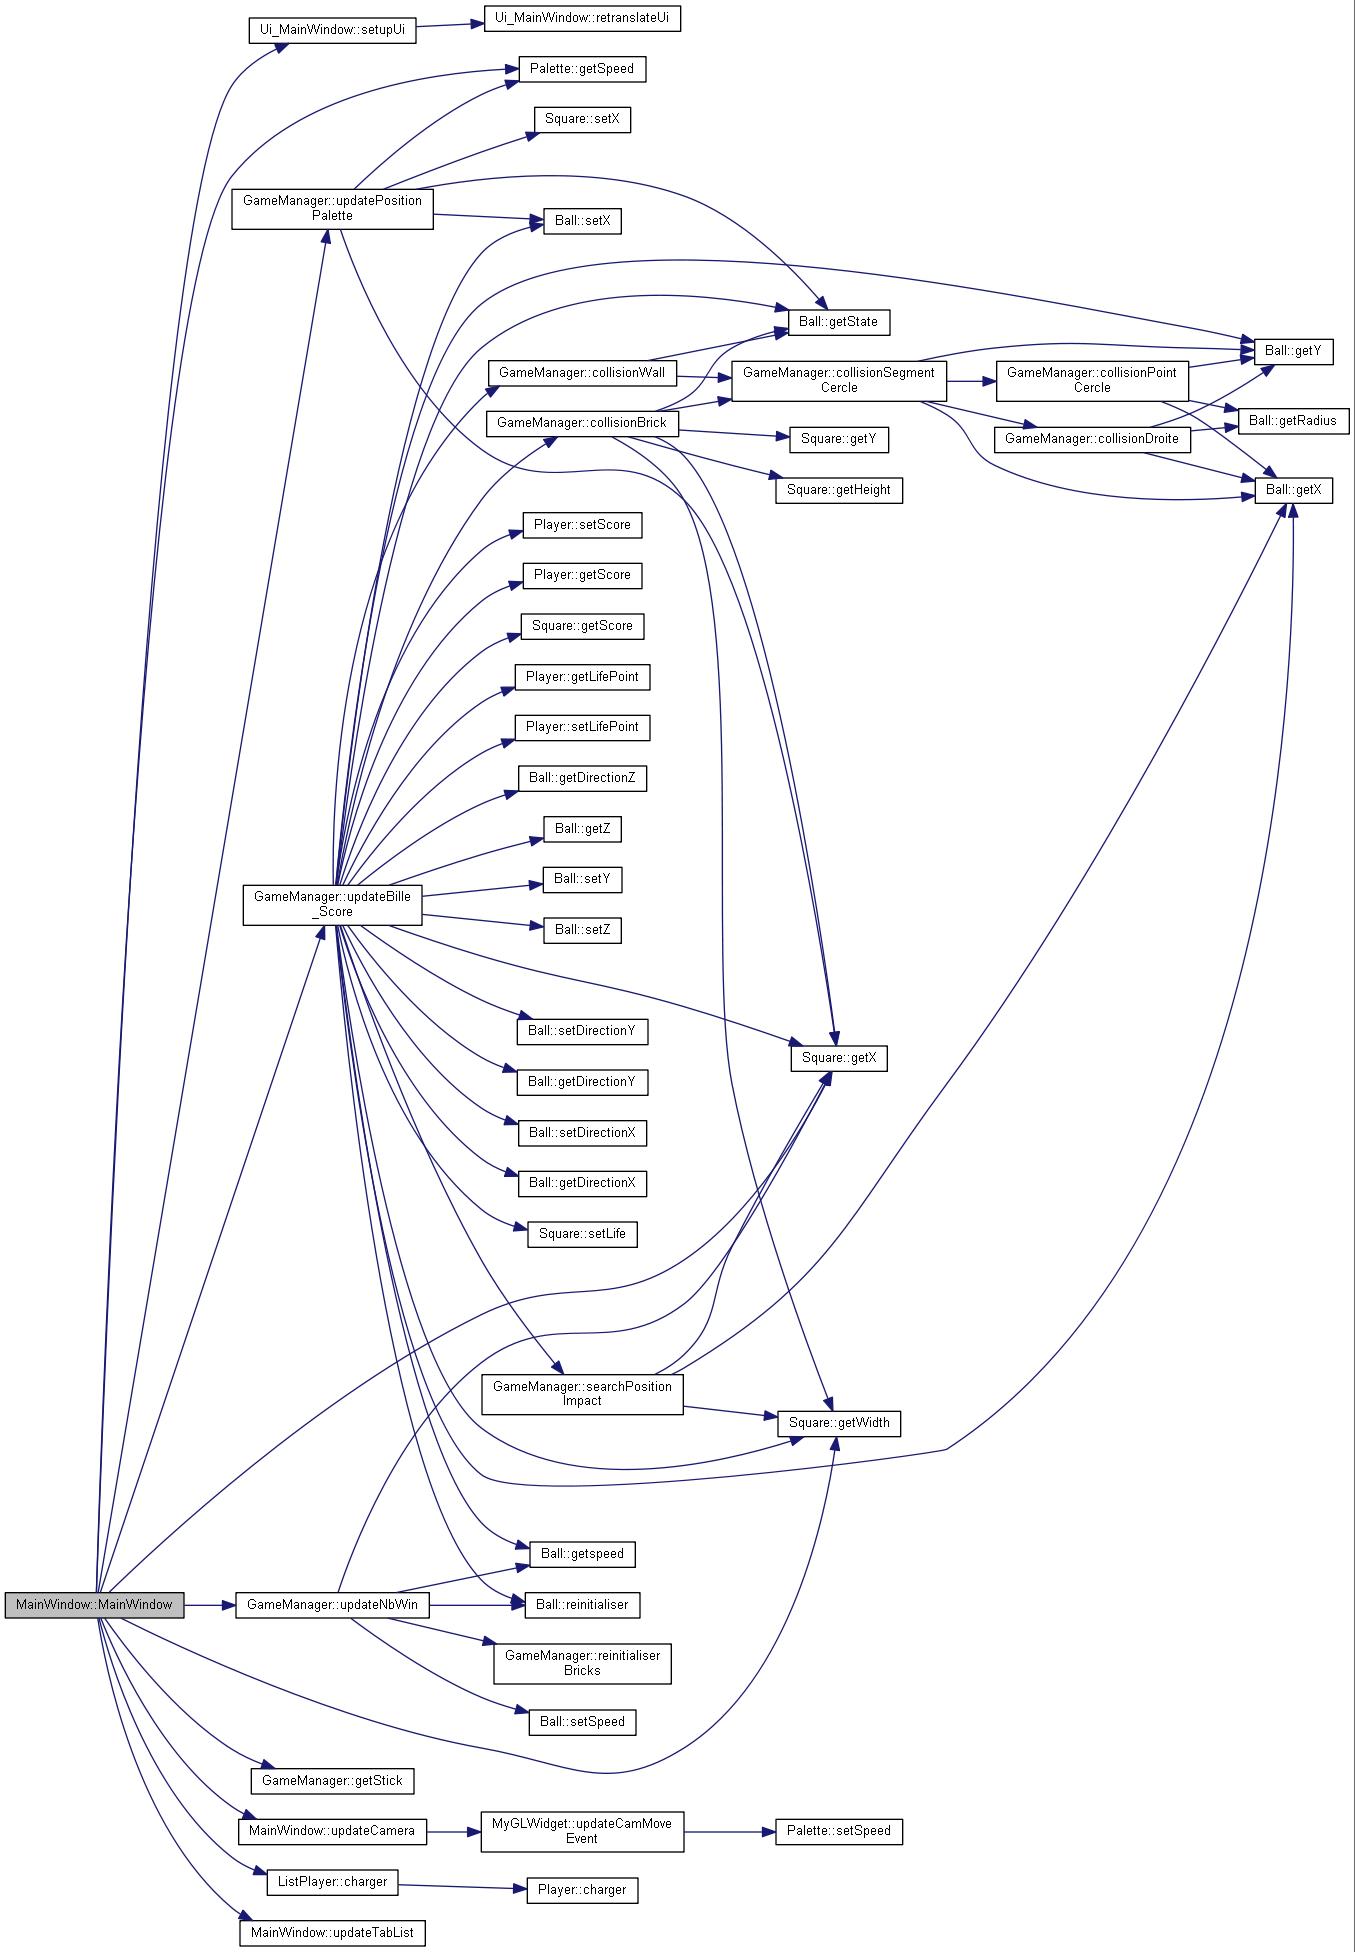 Ui_MainWindow::setupUi
Ui_MainWindow::retranslateUi
Palette::getSpeed
Square::setX
GameManager::updatePosition
Palette
Ball::setX
Ball::getState
GameManager::collisionWall
GameManager::collisionSegment
Cercle
GameManager::collisionPoint
Cercle
Ball::getY
GameManager::collisionBrick
Square::getY
GameManager::collisionDroite
Ball::getRadius
Square::getHeight
Ball::getX
Player::setScore
Player::getScore
Square::getScore
Player::getLifePoint
Player::setLifePoint
Ball::getDirectionZ
Ball::getZ
Ball::setY
GameManager::updateBille
_Score
Ball::setZ
Ball::setDirectionY
Square::getX
Ball::getDirectionY
Ball::setDirectionX
Ball::getDirectionX
Square::setLife
GameManager::searchPosition
Impact
Square::getWidth
Ball::getspeed
MainWindow::MainWindow
GameManager::updateNbWin
Ball::reinitialiser
GameManager::reinitialiser
Bricks
Ball::setSpeed
GameManager::getStick
MainWindow::updateCamera
MyGLWidget::updateCamMove
Event
Palette::setSpeed
ListPlayer::charger
Player::charger
MainWindow::updateTabList